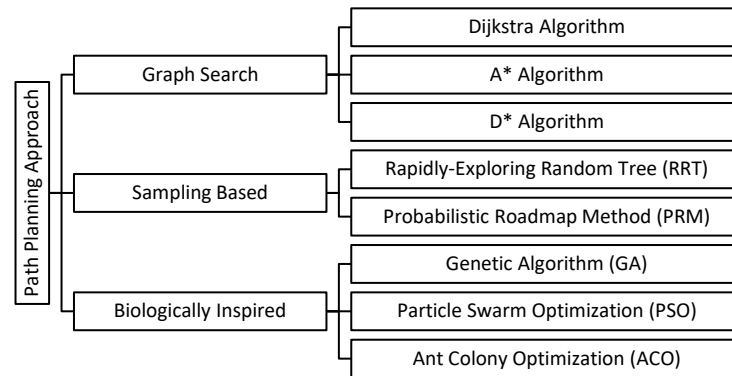 Path Planning Approach
Graph Search
Dijkstra Algorithm
A* Algorithm
D* Algorithm
Sampling Based
Rapidly-Exploring Random Tree (RRT)
Probabilistic Roadmap Method (PRM)
Biologically Inspired
Genetic Algorithm (GA)
Particle Swarm Optimization (PSO)
Ant Colony Optimization (ACO)